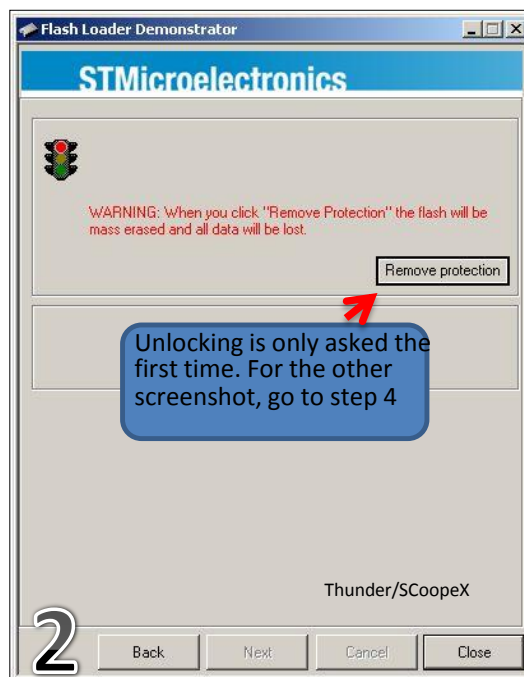 Flash Loader Demonstrator
STMicroelectronics
WARNING: When you click "Remove Protection" the flash will be
mass erased and all data will be lost.
Remove protection
Unlocking is only asked the
first time. For the other
screenshot, go to step 4
Thunder/SCoopeX
2
Back Next Cancel Close